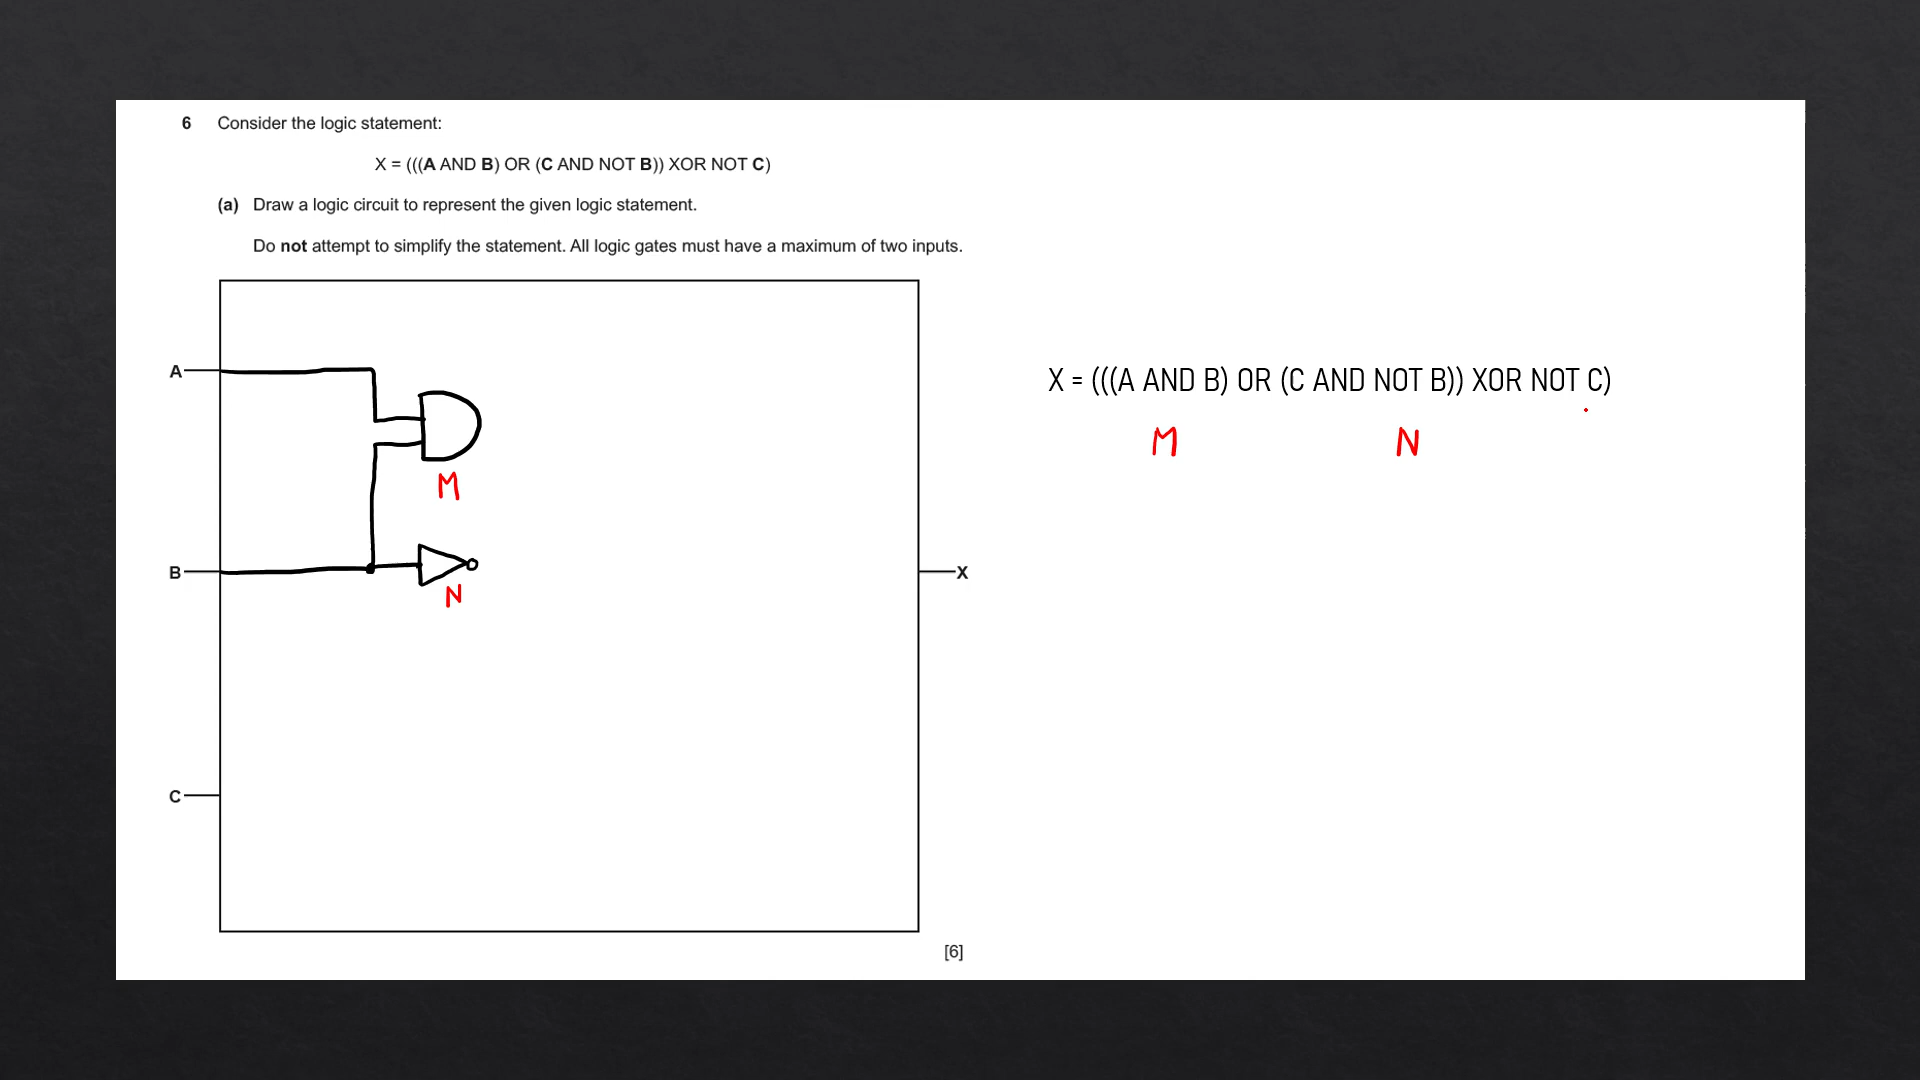 6 Consider the logic statement:
X = (((A AND B) OR (C AND NOT B)) XOR NOT C)
(a) Draw a logic circuit to represent the given logic statement.
Do not attempt to simplify the statement. All logic gates must have a maximum of two inputs.
A
X = (((A AND B) OR (C AND NOT B)) XOR NOT C)
M N
M
B
X
N
C
[6]